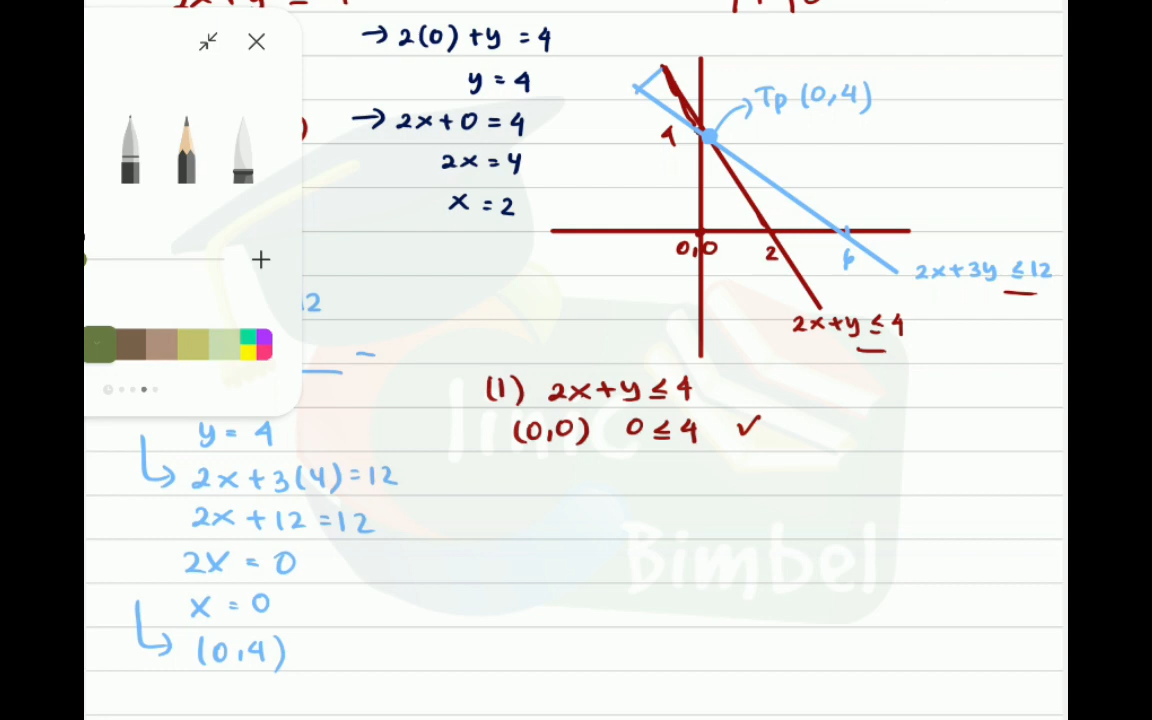 → 2(0) + y = 4
y = 4
→ 2x + 0 = 4
2x = 4
x = 2
Tp (0,4)
4
0,0
2
6
2x + 3y ≤ 12
2x + y ≤ 4
(1) 2x + y ≤ 4
(0,0) 0 ≤ 4 ✓
y = 4
2x + 3(4) = 12
2x + 12 = 12
2x = 0
x = 0
(0,4)
Bimbel